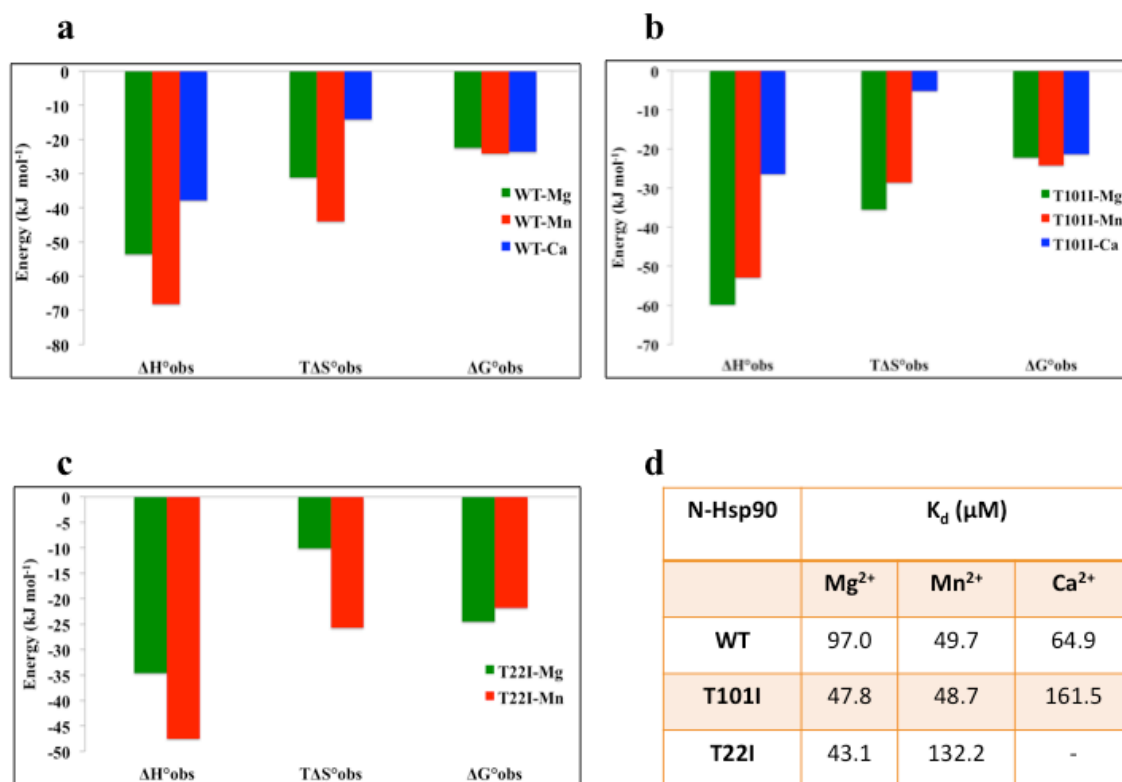 a
0
-10
-20
-30
-40
-50
-60
-70
-80
Energy (kJ mol⁻¹)
WT-Mg
WT-Mn
WT-Ca
ΔH°obs TΔS°obs ΔG°obs
b
0
-10
-20
-30
-40
-50
-60
-70
Energy (kJ mol⁻¹)
T101I-Mg
T101I-Mn
T101I-Ca
ΔH°obs TΔS°obs ΔG°obs
c
0
-5
-10
-15
-20
-25
-30
-35
-40
-45
-50
Energy (kJ mol⁻¹)
T22I-Mg
T22I-Mn
ΔH°obs TΔS°obs ΔG°obs
d
N-Hsp90 K_d (μM)
Mg²⁺ Mn²⁺ Ca²⁺
WT 97.0 49.7 64.9
T101I 47.8 48.7 161.5
T22I 43.1 132.2 -